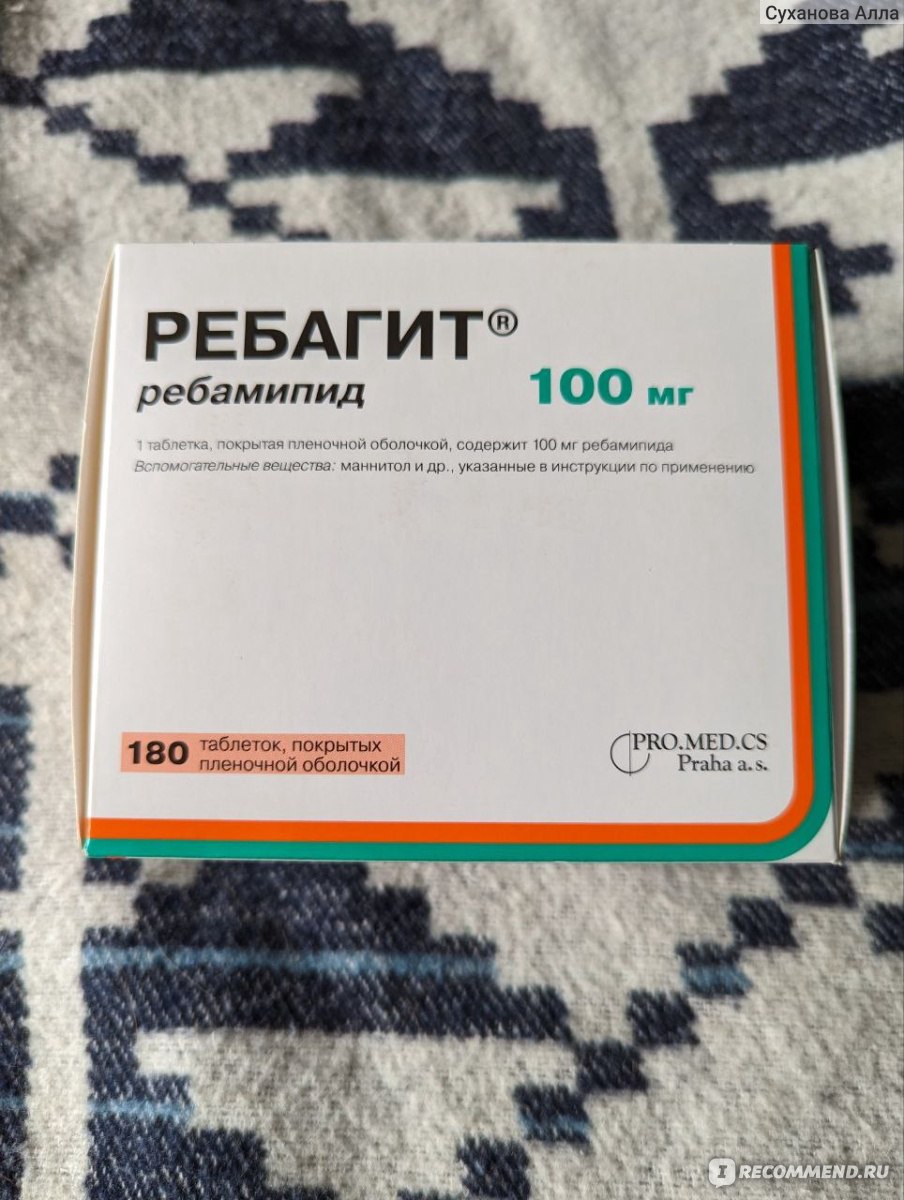 Суханова Алла
РЕБАГИТ®
ребамипид
100 мг
1 таблетка, покрытая пленочной оболочкой, содержит 100 мг ребамипида
Вспомогательные вещества: маннитол и др., указанные в инструкции по применению
180 таблеток, покрытых
пленочной оболочкой
PRO.MED.CS
Praha a. s.
I RECOMMEND.RU